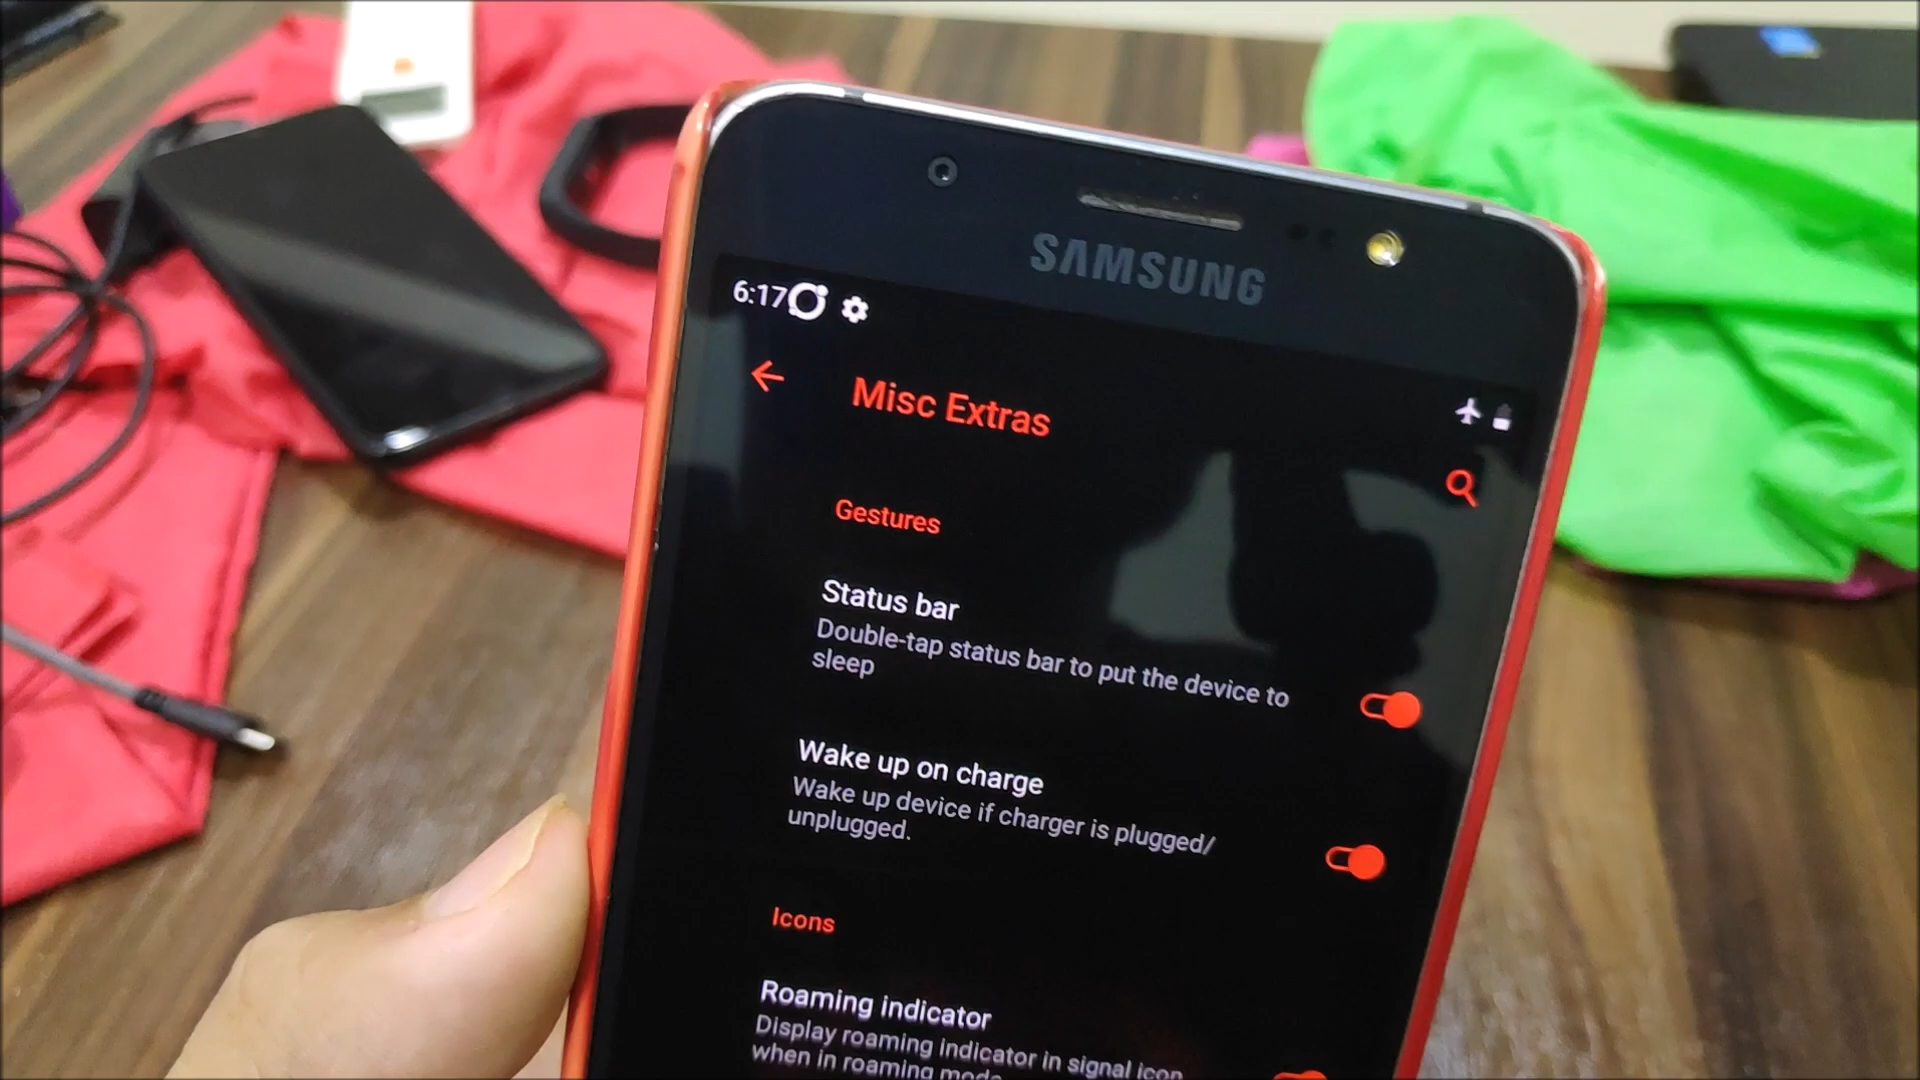 SAMSUNG
6:17
Misc Extras
Gestures
Status bar
Double-tap status bar to put the device to
sleep
Wake up on charge
Wake up device if charger is plugged/
unplugged.
Icons
Roaming indicator
Display roaming indicator in signal icon
when in roaming mode